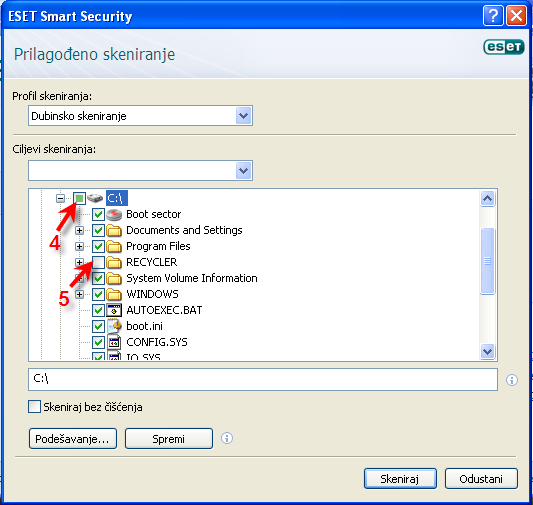 ESET Smart Security
Prilagođeno skeniranje
eseT
Profil skeniranja:
Dubinsko skeniranje
Ciljevi skeniranja:
C:\
4
Boot sector
Documents and Settings
Program Files
5
RECYCLER
System Volume Information
WINDOWS
AUTOEXEC.BAT
boot.ini
CONFIG.SYS
IO.SYS
C:\
Skeniraj bez čišćenja
Podešavanje...
Spremi
Skeniraj
Odustani